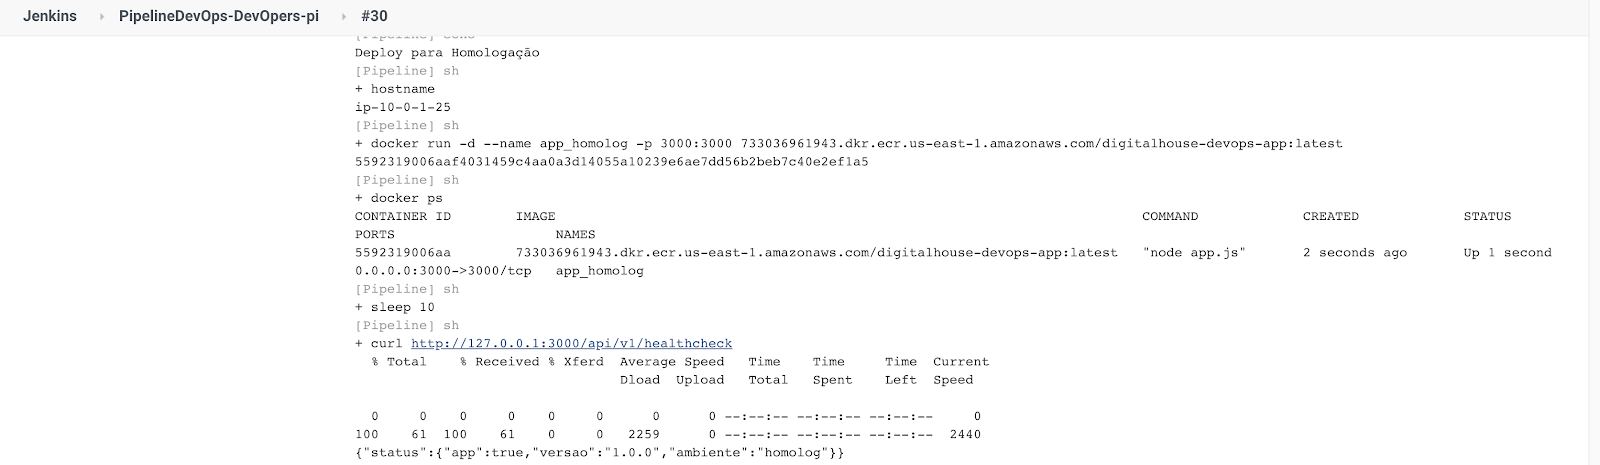 Jenkins PipelineDevOps-DevOpers-pi #30
[Pipeline] echo
Deploy para Homologação
[Pipeline] sh
+ hostname
ip-10-0-1-25
[Pipeline] sh
+ docker run -d --name app_homolog -p 3000:3000 733036961943.dkr.ecr.us-east-1.amazonaws.com/digitalhouse-devops-app:latest
5592319006aaf4031459c4aa0a3d14055a10239e6ae7dd56b2beb7c40e2ef1a5
[Pipeline] sh
+ docker ps
CONTAINER ID        IMAGE                                                                         COMMAND             CREATED             STATUS
PORTS                    NAMES
5592319006aa        733036961943.dkr.ecr.us-east-1.amazonaws.com/digitalhouse-devops-app:latest   "node app.js"       2 seconds ago       Up 1 second
0.0.0.0:3000->3000/tcp   app_homolog
[Pipeline] sh
+ sleep 10
[Pipeline] sh
+ curl http://127.0.0.1:3000/api/v1/healthcheck
  % Total    % Received % Xferd  Average Speed   Time    Time     Time  Current
                                 Dload  Upload   Total   Spent    Left  Speed
  0     0    0     0    0     0      0      0 --:--:-- --:--:-- --:--:--     0
100    61  100    61    0     0   2259      0 --:--:-- --:--:-- --:--:--  2440
{"status":{"app":true,"versao":"1.0.0","ambiente":"homolog"}}